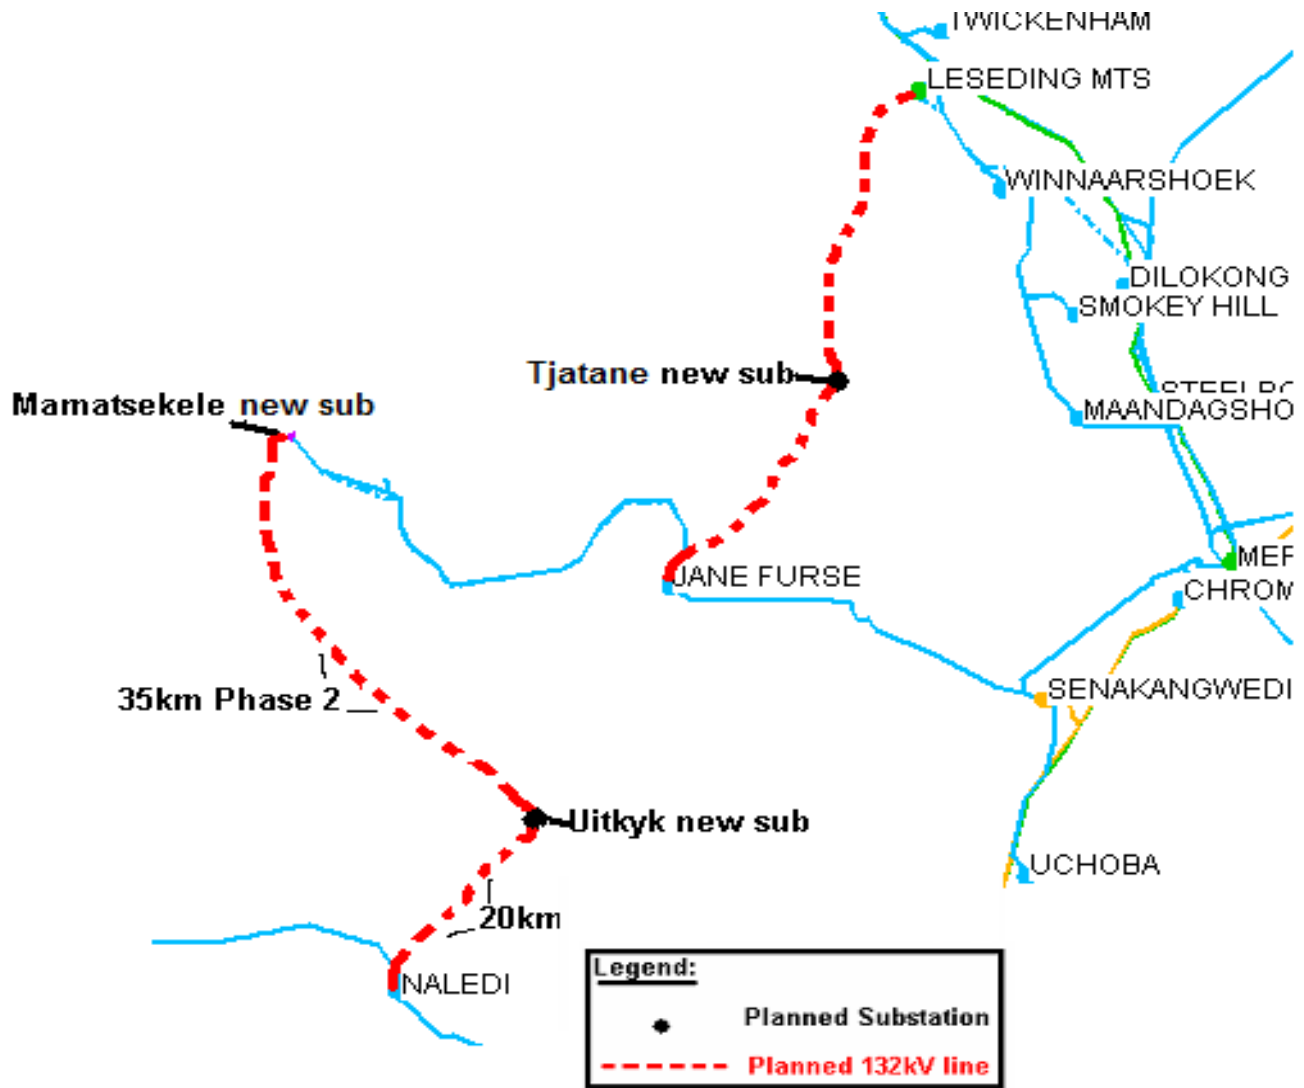 TWICKENHAM
LESEDING MTS
WINNAARSHOEK
DILOKONG
SMOKEY HILL
Tjatane new sub
MAANDAGSHO
Mamatsekele new sub
MER
JANE FURSE
CHROM
35km Phase 2
SENAKANGWEDI
Uitkyk new sub
UCHOBA
20km
NALEDI
Legend:
Planned Substation
Planned 132kV line